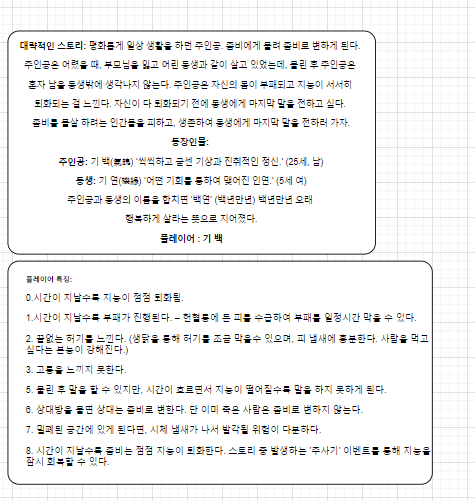 대략적인 스토리: 평화롭게 일상 생활을 하던 주인공. 좀비에게 물려 좀비로 변하게 된다.
주인공은 어렸을 때, 부모님을 잃고 어린 동생과 같이 살고 있었는데, 물린 후 주인공은
혼자 남을 동생밖에 생각나지 않는다. 주인공은 자신의 몸이 부패되고 지능이 서서히
퇴화되는 걸 느낀다. 자신이 다 퇴화되기 전에 동생에게 마지막 말을 전하고 싶다.
좀비를 몰살 하려는 인간들을 피하고, 생존하여 동생에게 마지막 말을 전하러 가자.
등장인물:
주인공: 기 백(氣魄) '씩씩하고 굳센 기상과 진취적인 정신.' (25세, 남)
동생: 기 연(機緣) '어떤 기회를 통하여 맺어진 인연.' (5세 여)
주인공과 동생의 이름을 합치면 '백연' (백년만년) 백년만년 오래
행복하게 살라는 뜻으로 지어졌다.
플레이어 : 기 백
플레이어 특징:
0.시간이 지날수록 지능이 점점 퇴화됨.
1.시간이 지날수록 부패가 진행된다. – 헌혈통에 든 피를 수급하여 부패를 일정시간 막을 수 있다.
2. 끝없는 허기를 느낀다. (생닭을 통해 허기를 조금 막을수 있으며, 피 냄새에 흥분한다. 사람을 먹고
싶다는 본능이 강해진다.)
3. 고통을 느끼지 못한다.
5. 물린 후 말을 할 수 있지만, 시간이 흐르면서 지능이 떨어질수록 말을 하지 못하게 된다.
6. 상대방을 물면 상대는 좀비로 변한다. 단 이미 죽은 사람은 좀비로 변하지 않는다.
7. 밀폐된 공간에 있게 된다면, 시체 냄새가 나서 발각될 위험이 다분하다.
8. 시간이 지날수록 좀비는 점점 지능이 퇴화한다. 스토리 중 발생하는 '주사기' 이벤트를 통해 지능을
잠시 회복할 수 있다.